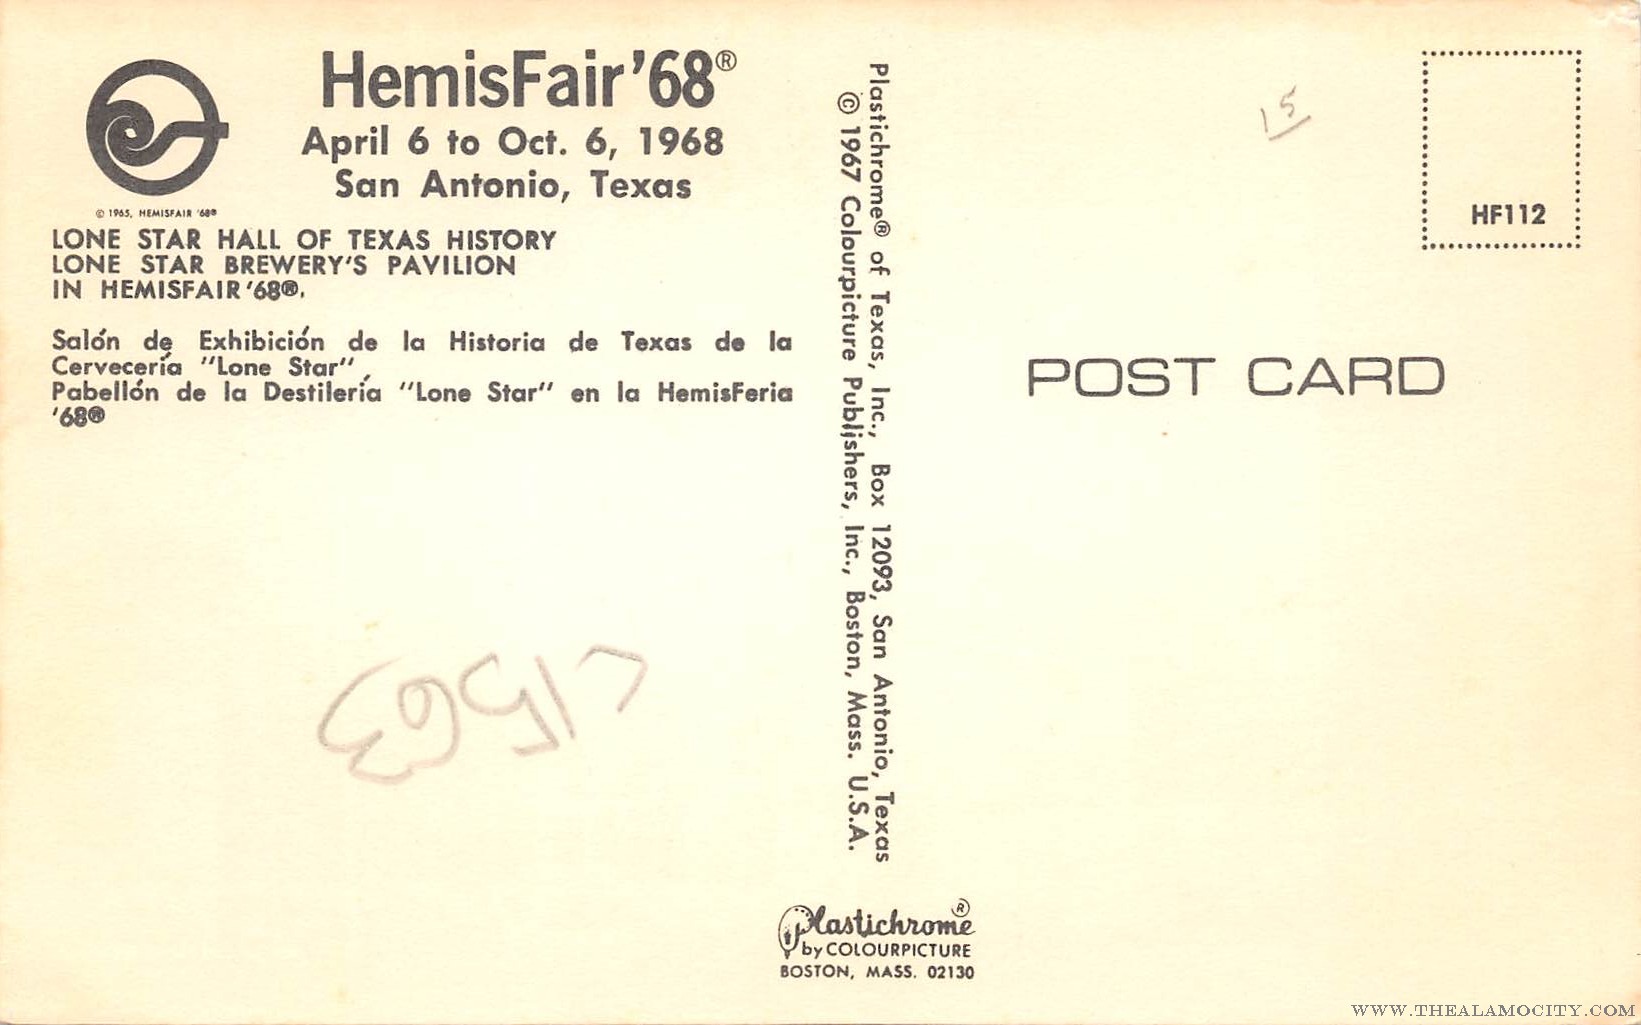 HemisFair '68®
April 6 to Oct. 6, 1968
San Antonio, Texas
© 1965, HEMISFAIR '68®
LONE STAR HALL OF TEXAS HISTORY
LONE STAR BREWERY'S PAVILION
IN HEMISFAIR '68®.
Salón de Exhibición de la Historia de Texas de la
Cervecería "Lone Star",
Pabellón de la Destilería "Lone Star" en la HemisFeria
'68®
Plastichrome® of Texas, Inc., Box 12093, San Antonio, Texas
© 1967 Colourpicture Publishers, Inc., Boston, Mass. U.S.A.
Plastichrome®
by COLOURPICTURE
BOSTON, MASS. 02130
15
HF112
POST CARD
WWW.THEALAMOCITY.COM